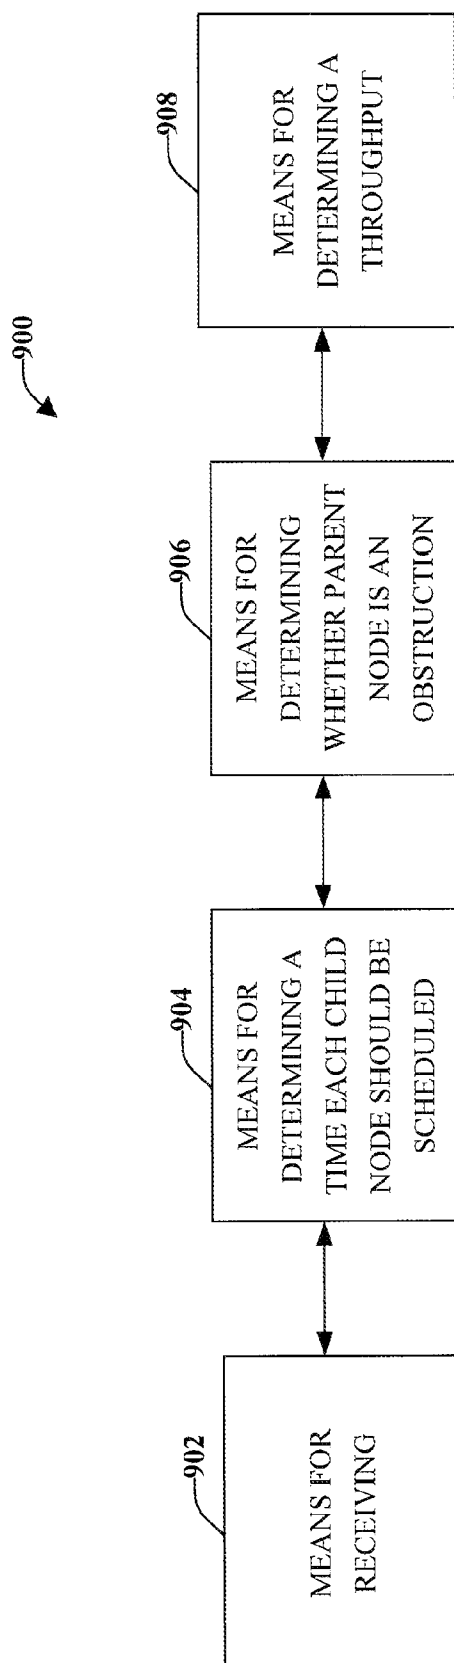 900
902
MEANS FOR
RECEIVING
904
MEANS FOR
DETERMINING A
TIME EACH CHILD
NODE SHOULD BE
SCHEDULED
906
MEANS FOR
DETERMINING
WHETHER PARENT
NODE IS AN
OBSTRUCTION
908
MEANS FOR
DETERMINING A
THROUGHPUT